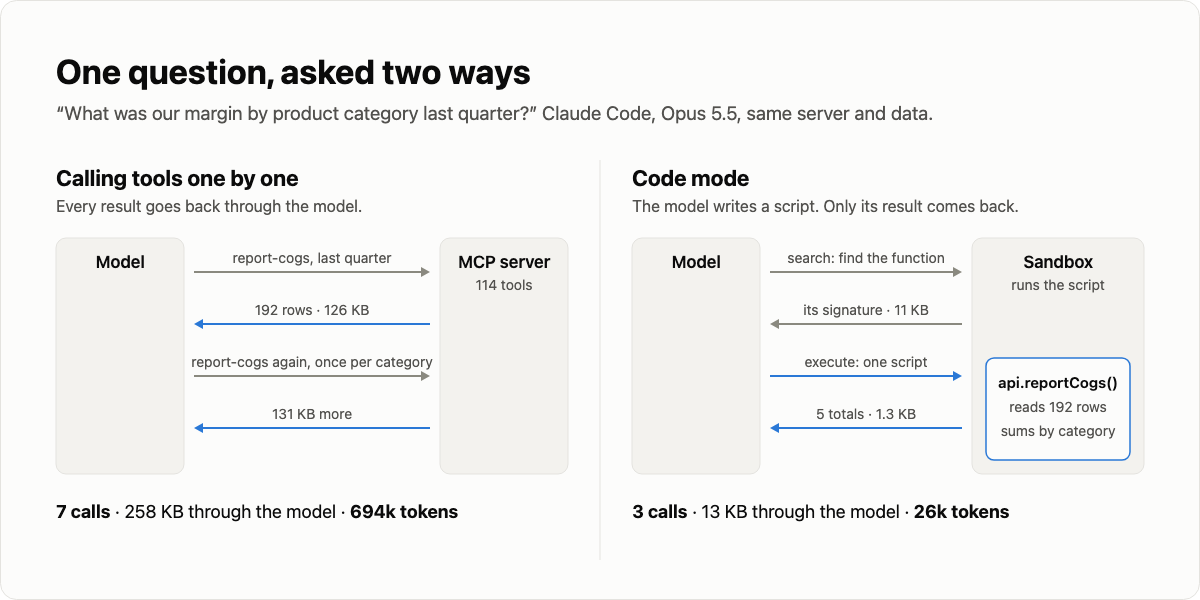 One question, asked two ways
“What was our margin by product category last quarter?” Claude Code, Opus 5.5, same server and data.
Calling tools one by one
Every result goes back through the model.
Model
report-cogs, last quarter
MCP server
114 tools
192 rows · 126 KB
report-cogs again, once per category
131 KB more
7 calls · 258 KB through the model · 694k tokens
Code mode
The model writes a script. Only its result comes back.
Model
search: find the function
Sandbox
runs the script
its signature · 11 KB
execute: one script
api.reportCogs()
reads 192 rows
sums by category
5 totals · 1.3 KB
3 calls · 13 KB through the model · 26k tokens